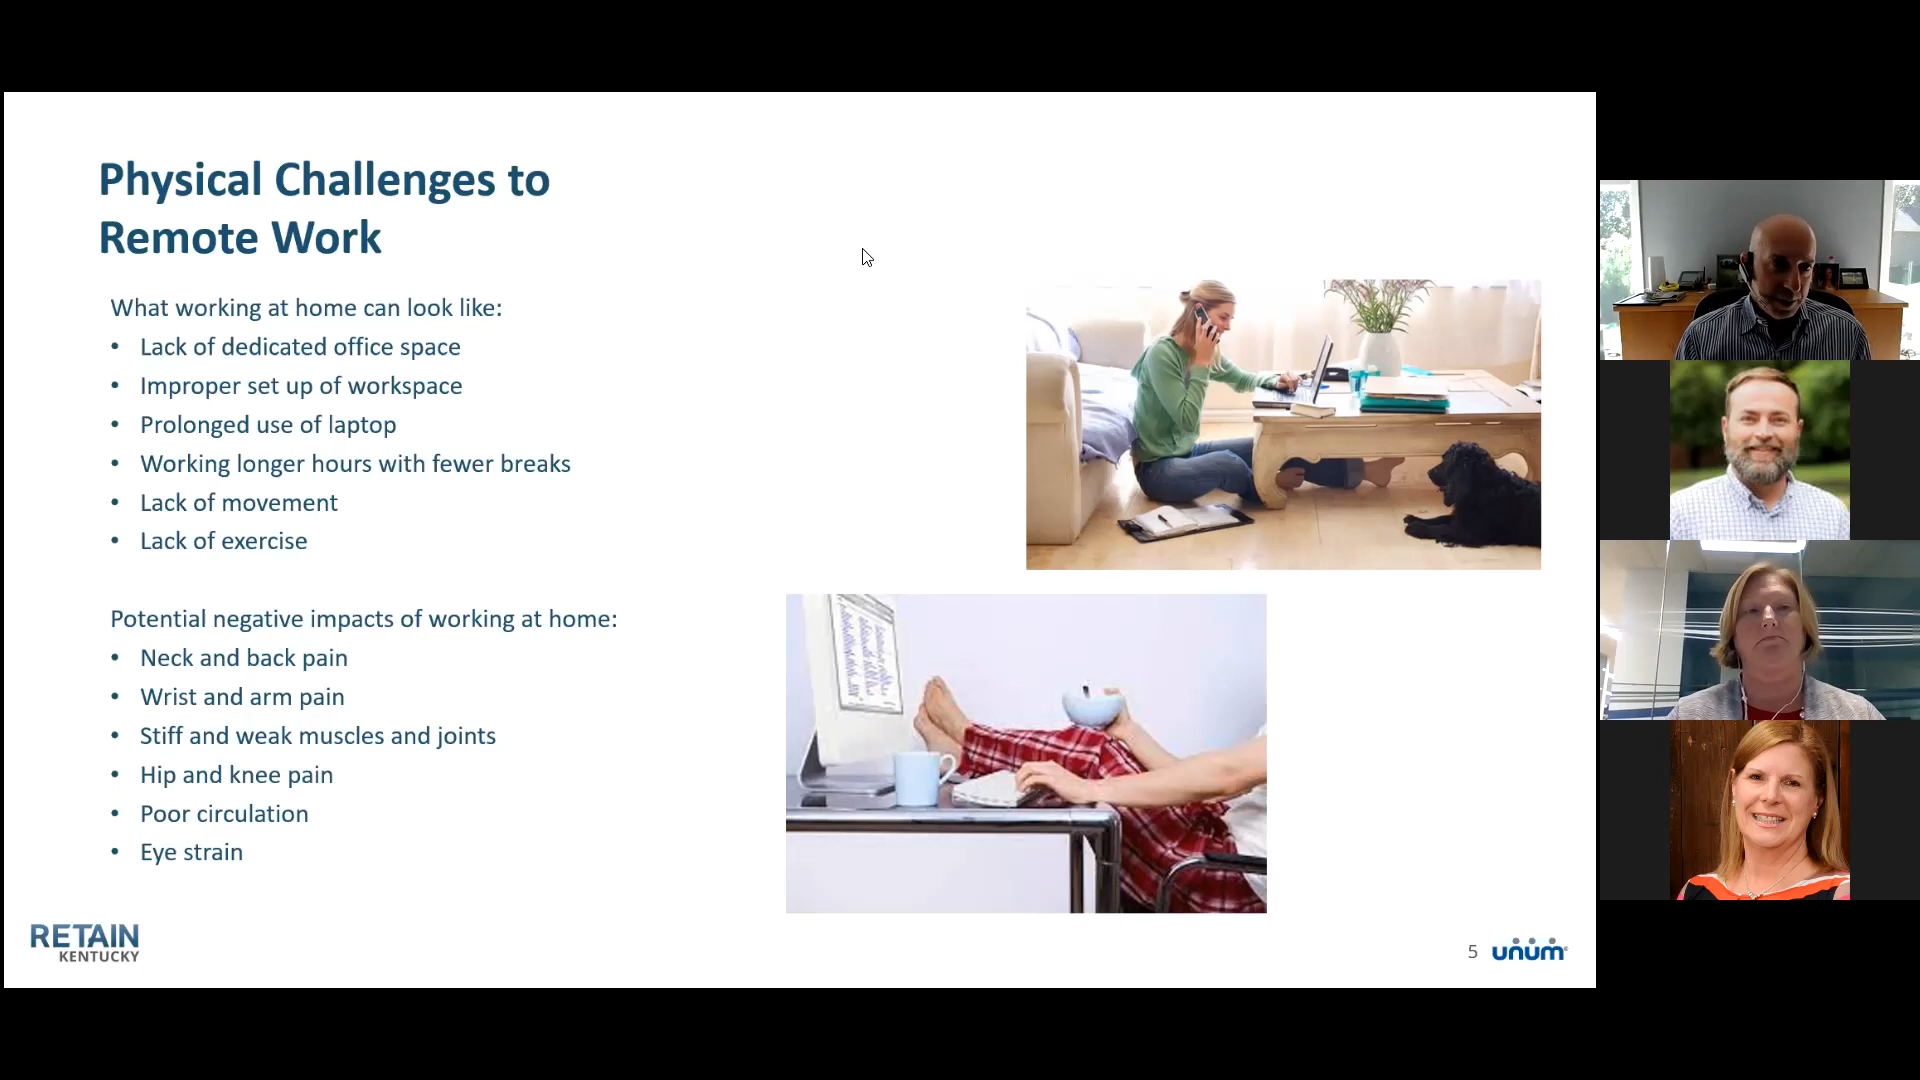 Physical Challenges to
Remote Work
What working at home can look like:
• Lack of dedicated office space
• Improper set up of workspace
• Prolonged use of laptop
• Working longer hours with fewer breaks
• Lack of movement
• Lack of exercise
Potential negative impacts of working at home:
• Neck and back pain
• Wrist and arm pain
• Stiff and weak muscles and joints
• Hip and knee pain
• Poor circulation
• Eye strain
RETAIN
KENTUCKY
5 unum